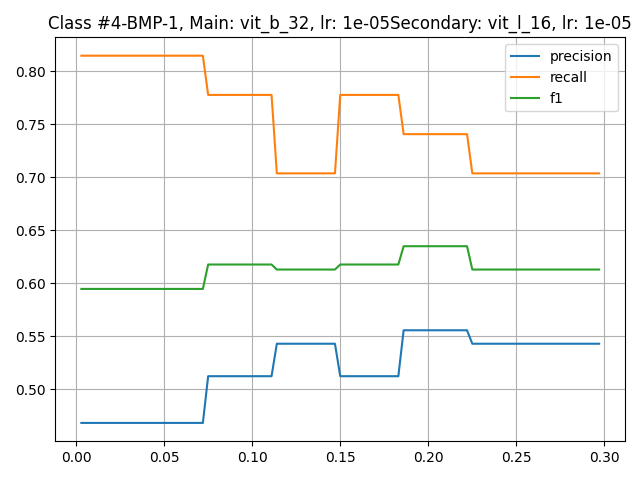 Class #4-BMP-1, Main: vit_b_32, lr: 1e-05Secondary: vit_l_16, lr: 1e-05
precision
recall
f1
0.80
0.75
0.70
0.65
0.60
0.55
0.50
0.00 0.05 0.10 0.15 0.20 0.25 0.30